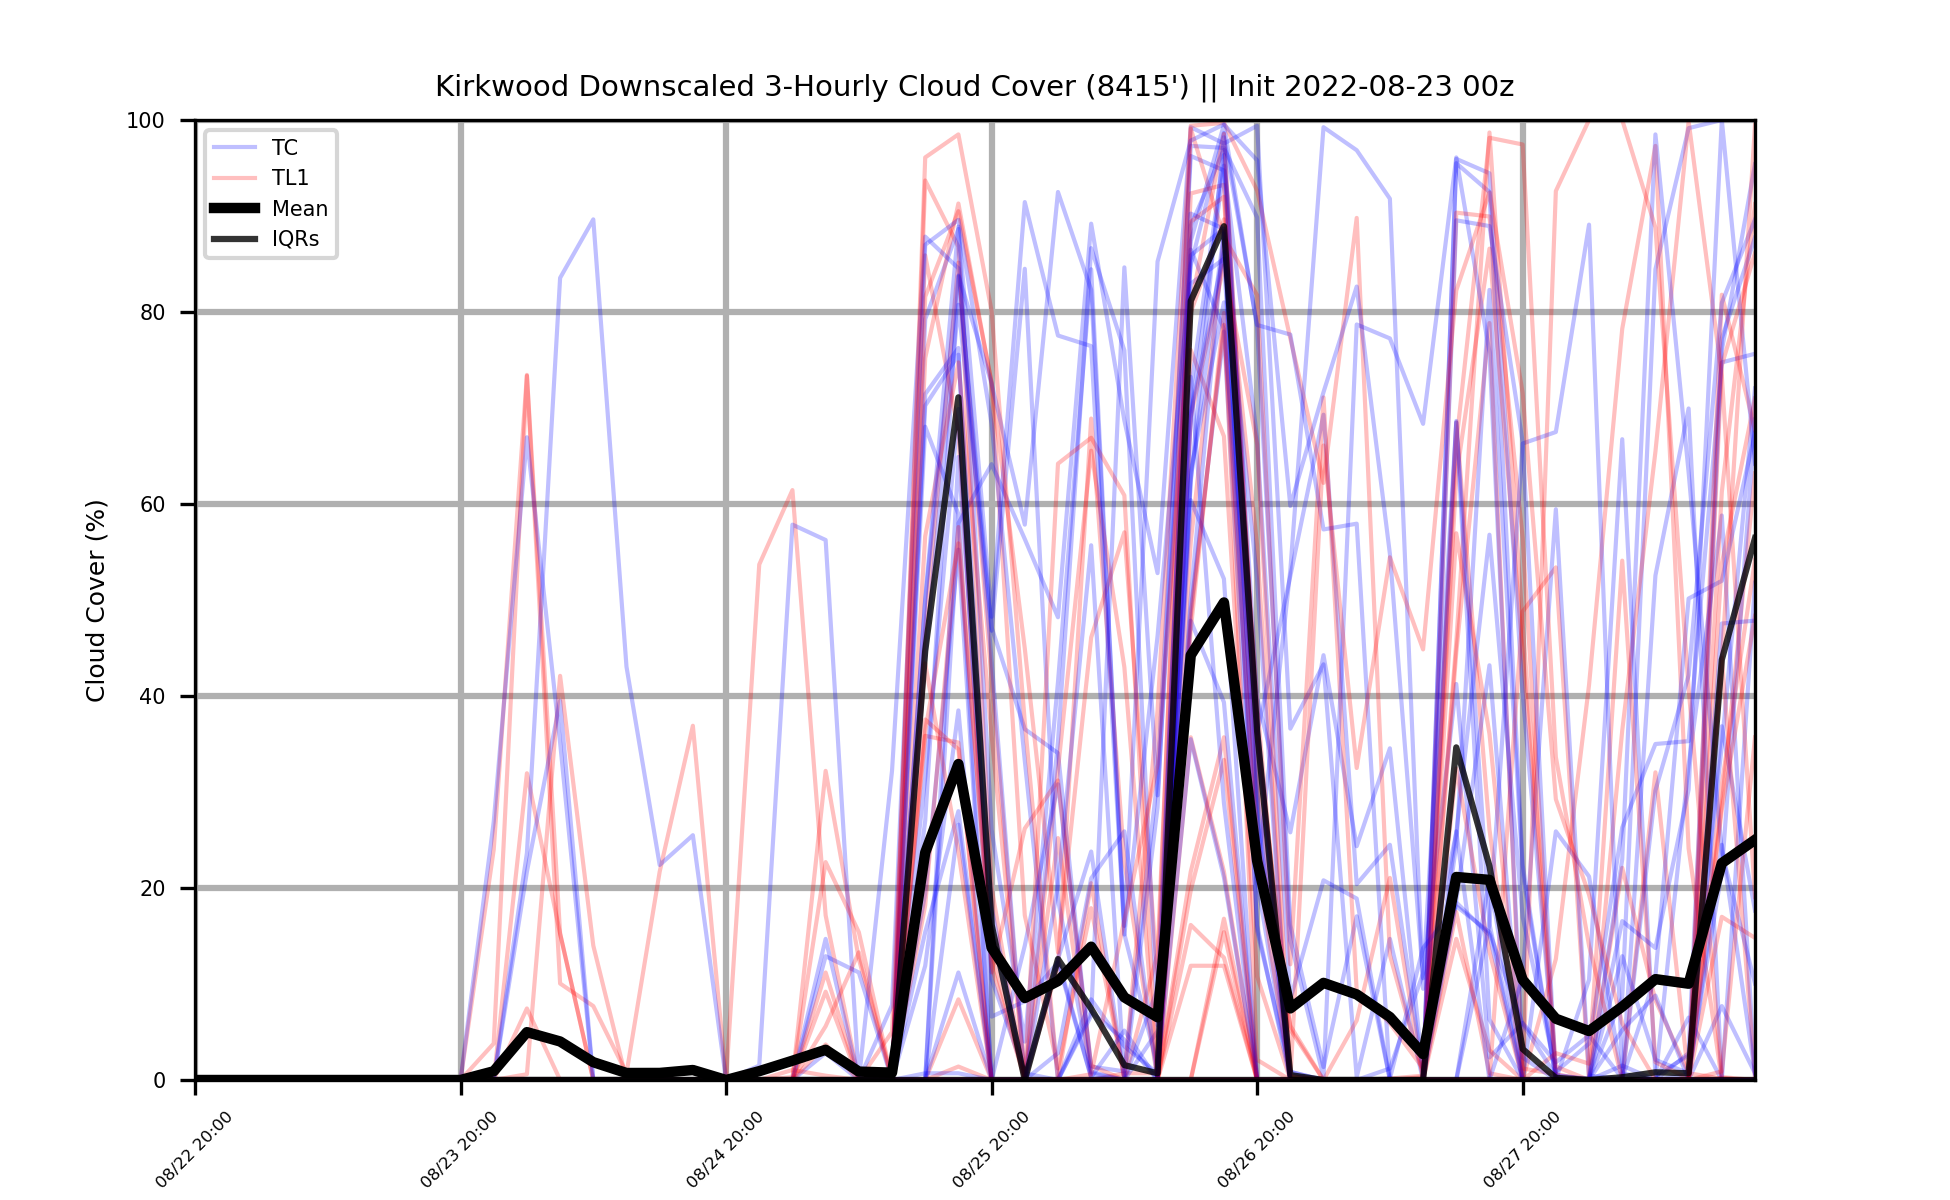 Kirkwood Downscaled 3-Hourly Cloud Cover (8415') || Init 2022-08-23 00z
100
80
60
40
20
0
Cloud Cover (%)
TC
TL1
Mean
IQRs
08/22 20:00
08/23 20:00
08/24 20:00
08/25 20:00
08/26 20:00
08/27 20:00